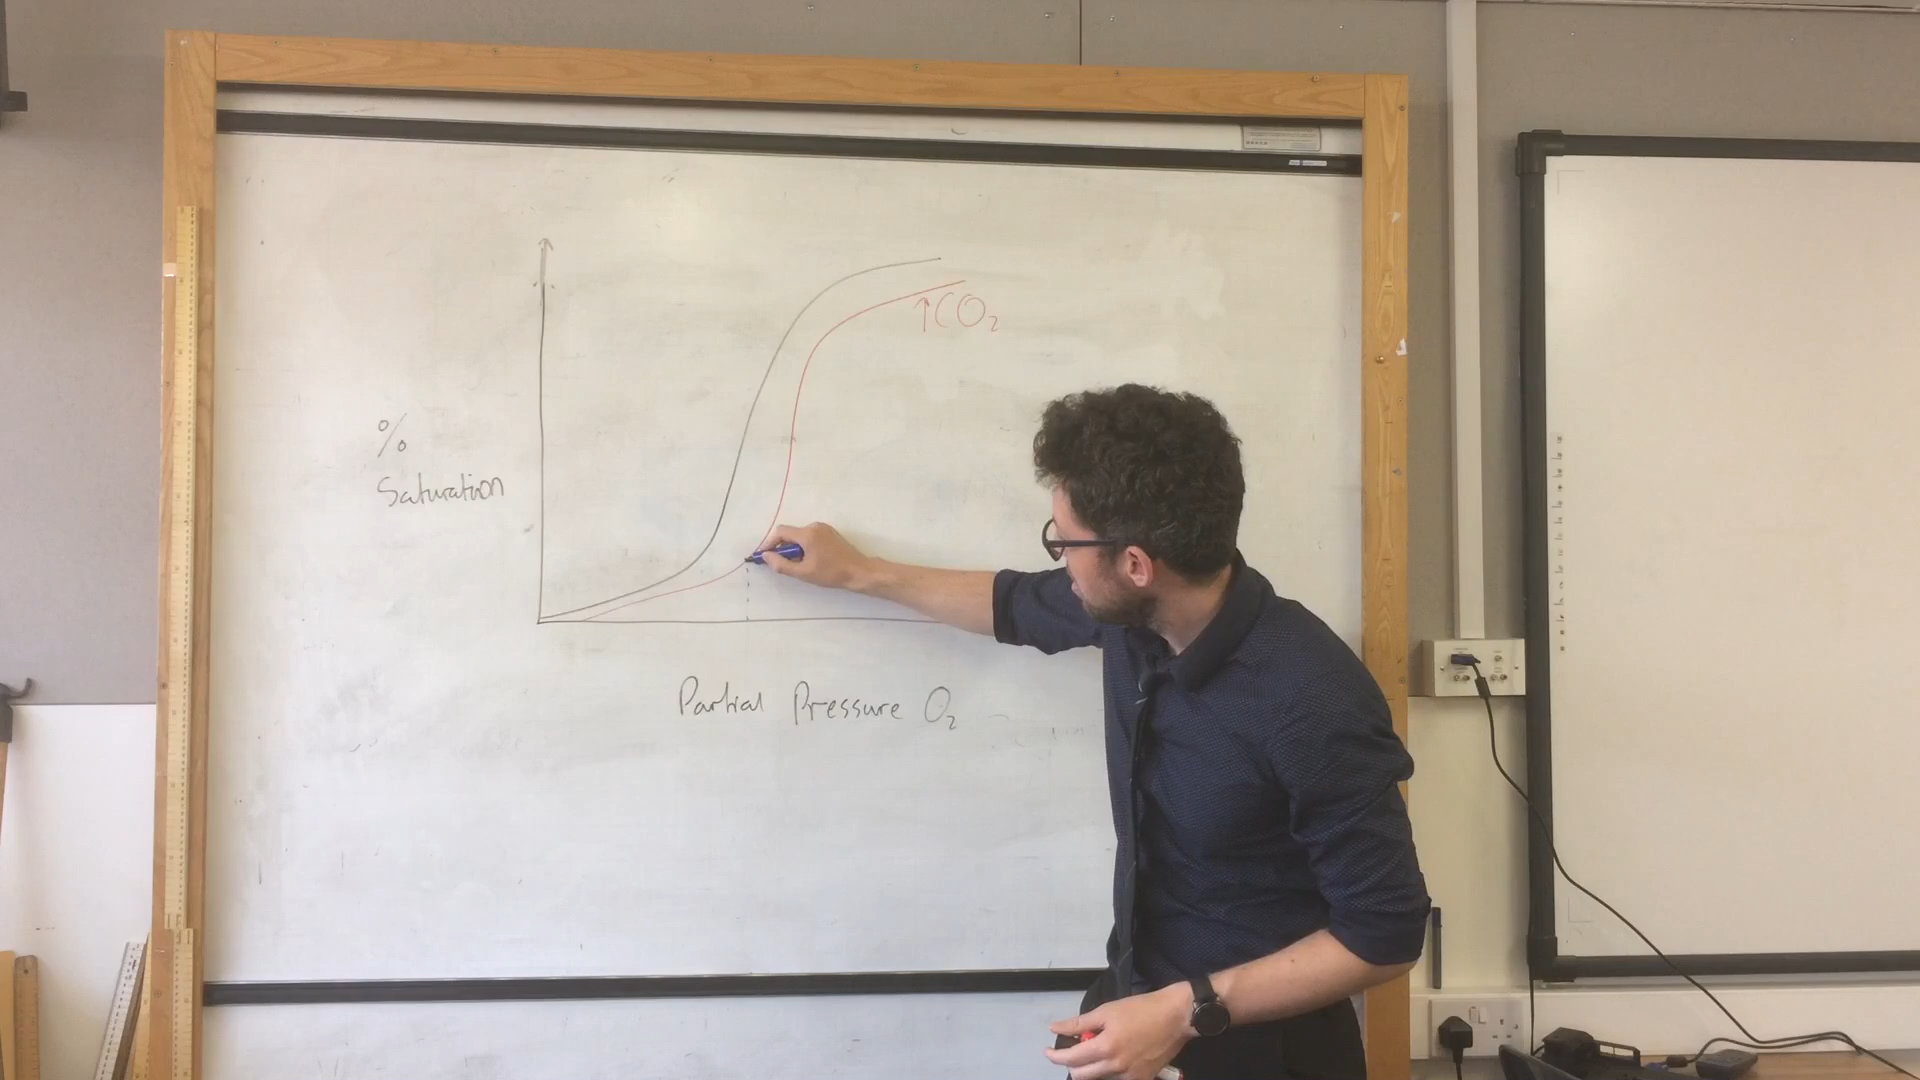 ↑CO₂
%
Saturation
Partial Pressure O₂